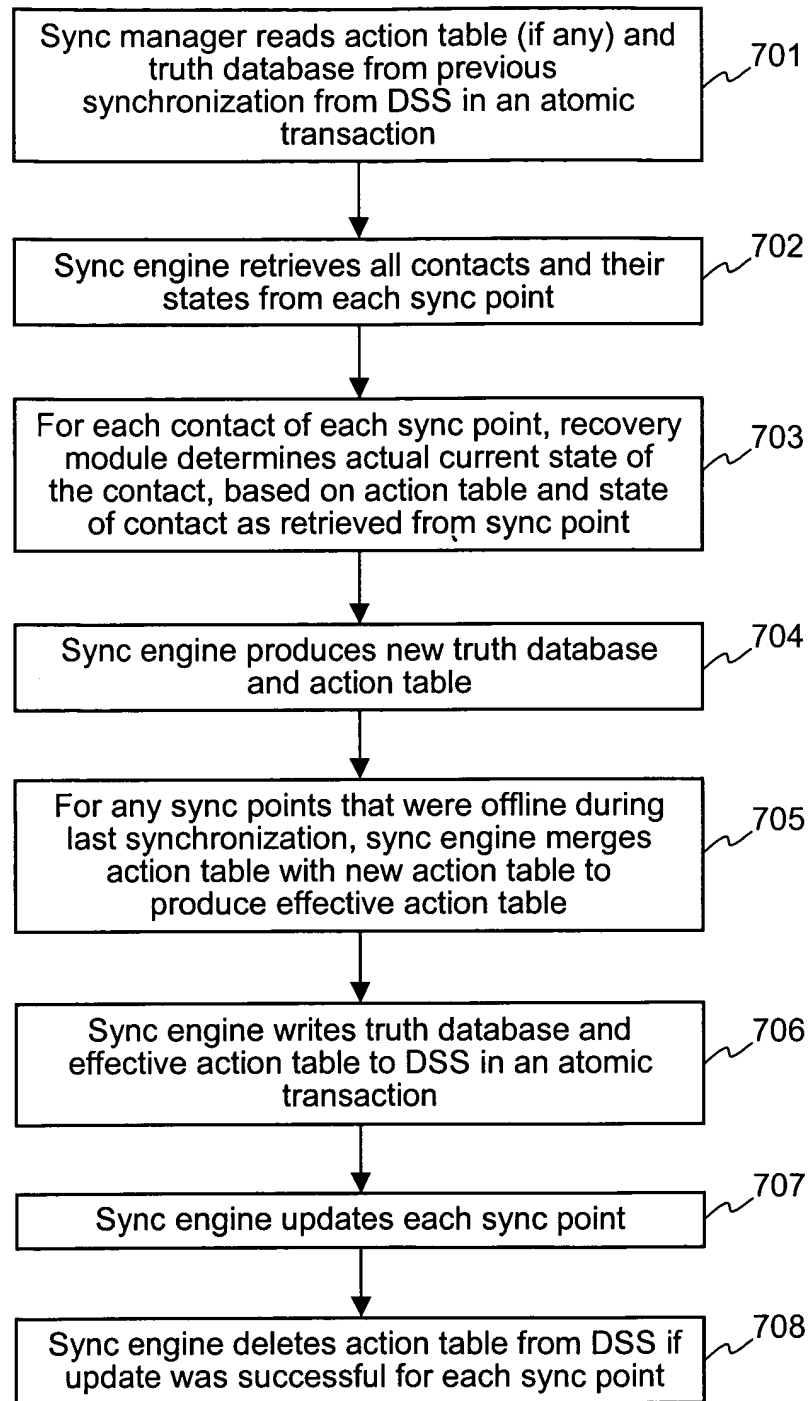 Sync manager reads action table (if any) and
truth database from previous
synchronization from DSS in an atomic
transaction
701
Sync engine retrieves all contacts and their
states from each sync point
702
For each contact of each sync point, recovery
module determines actual current state of
the contact, based on action table and state
of contact as retrieved from sync point
703
Sync engine produces new truth database
and action table
704
For any sync points that were offline during
last synchronization, sync engine merges
action table with new action table to
produce effective action table
705
Sync engine writes truth database and
effective action table to DSS in an atomic
transaction
706
Sync engine updates each sync point
707
Sync engine deletes action table from DSS if
update was successful for each sync point
708